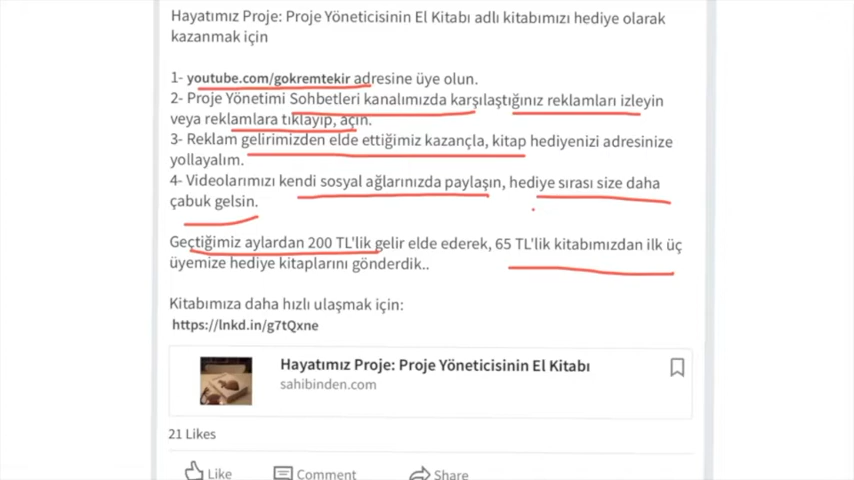 Hayatımız Proje: Proje Yöneticisinin El Kitabı adlı kitabımızı hediye olarak
kazanmak için
1- youtube.com/gokremtekir adresine üye olun.
2- Proje Yönetimi Sohbetleri kanalımızda karşılaştığınız reklamları izleyin
veya reklamlara tıklayıp, açın.
3- Reklam gelirimizden elde ettiğimiz kazançla, kitap hediyenizi adresinize
yollayalım.
4- Videolarımızı kendi sosyal ağlarınızda paylaşın, hediye sırası size daha
çabuk gelsin.
Geçtiğimiz aylardan 200 TL'lik gelir elde ederek, 65 TL'lik kitabımızdan ilk üç
üyemize hediye kitaplarını gönderdik..
Kitabımıza daha hızlı ulaşmak için:
https://lnkd.in/g7tQxne
Hayatımız Proje: Proje Yöneticisinin El Kitabı
sahibinden.com
21 Likes
Like Comment Share